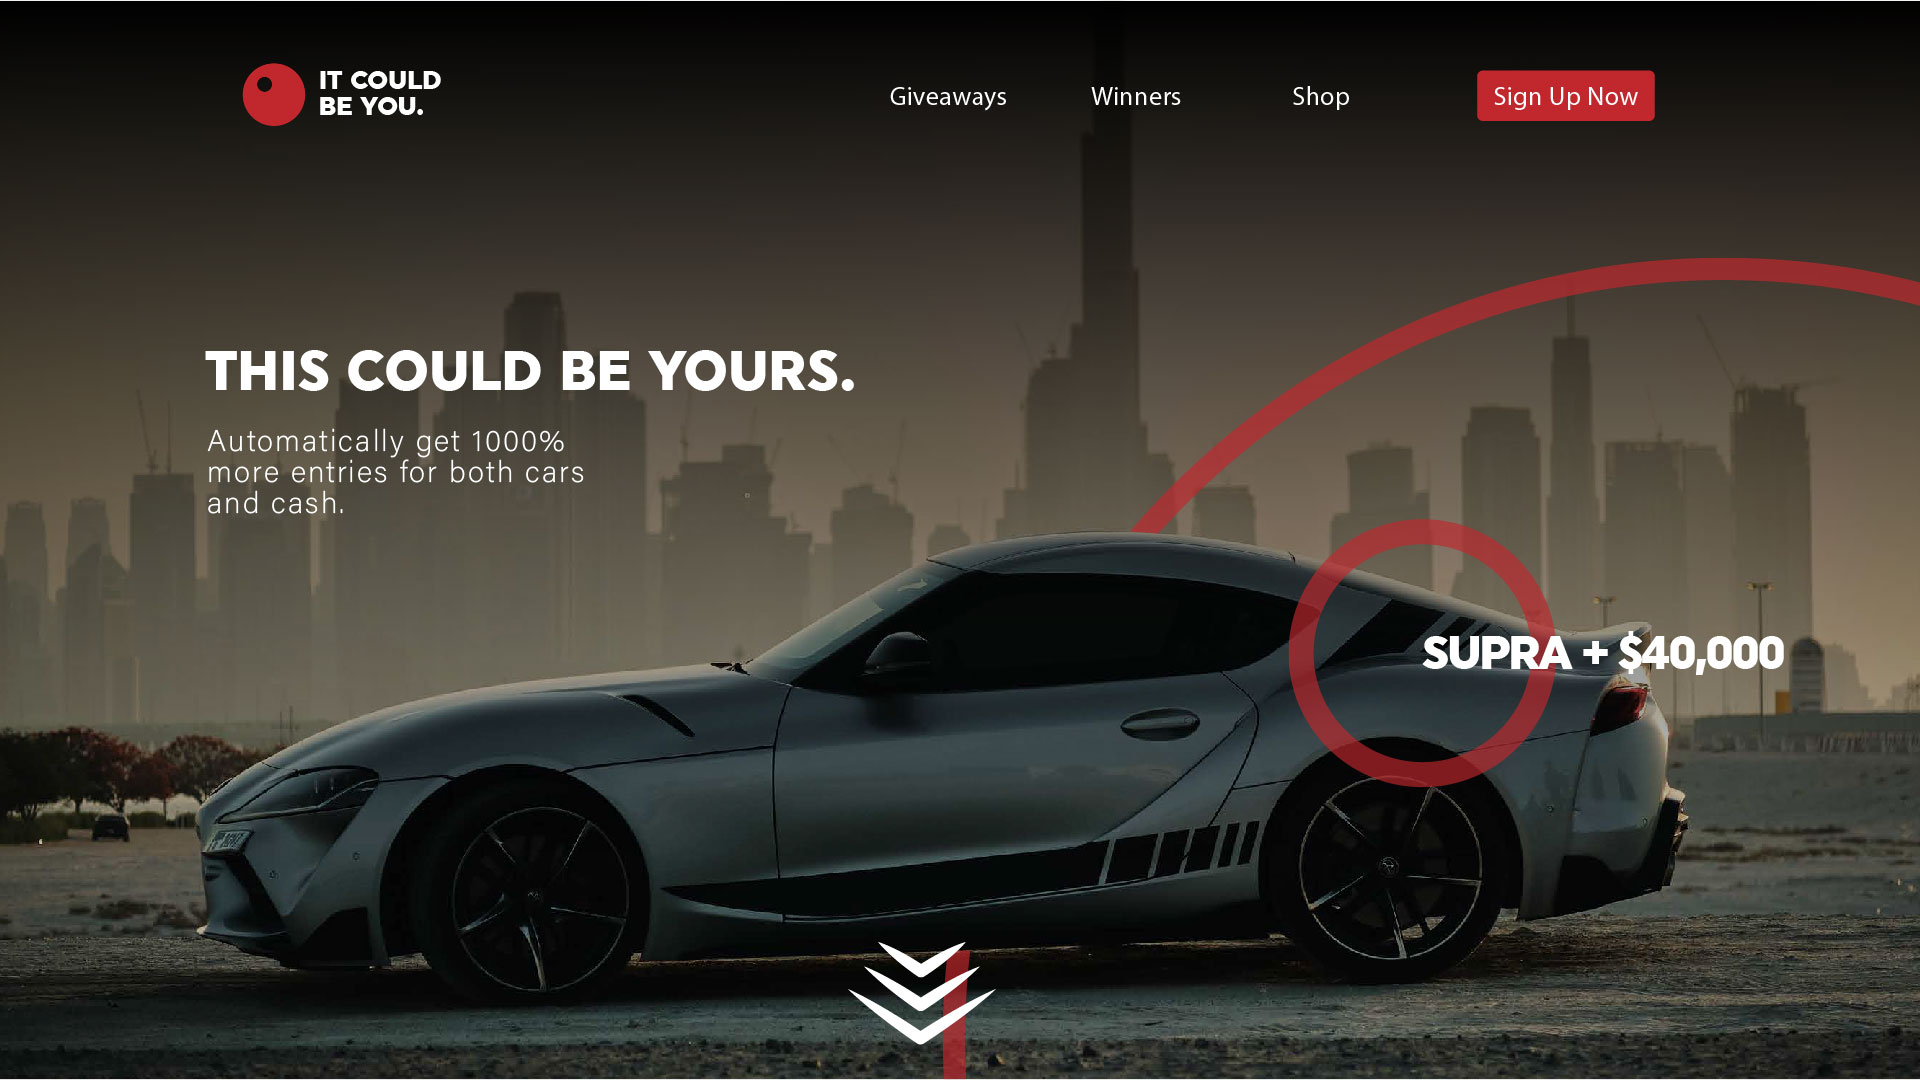 IT COULD
BE YOU.
Giveaways
Winners
Shop
Sign Up Now
THIS COULD BE YOURS.
Automatically get 1000%
more entries for both cars
and cash.
SUPRA + $40,000